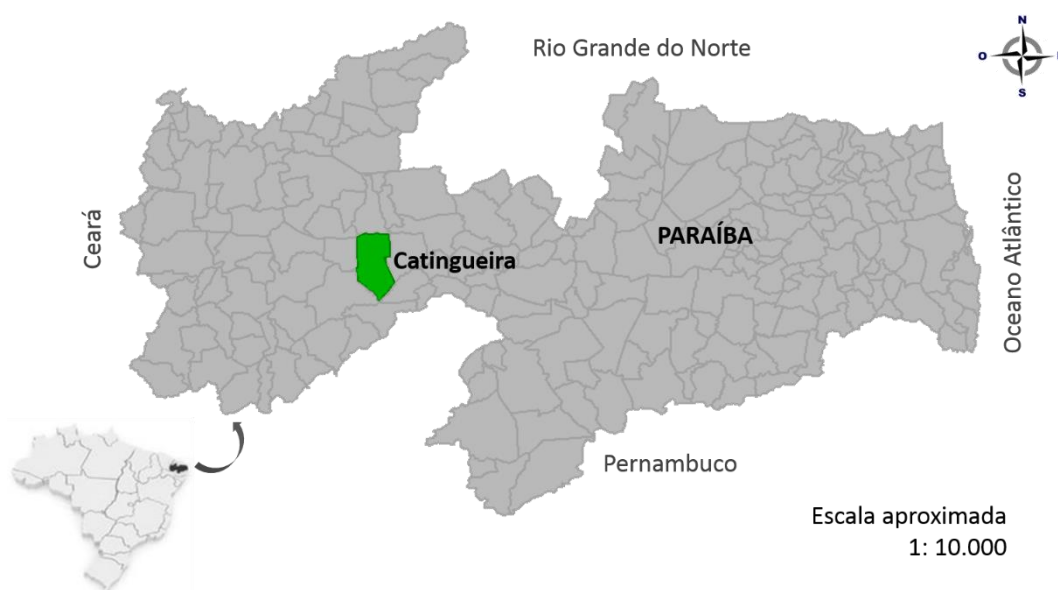 Rio Grande do Norte
N
O
S
Ceará
PARAÍBA
Catingueira
Oceano Atlântico
Pernambuco
Escala aproximada
1: 10.000